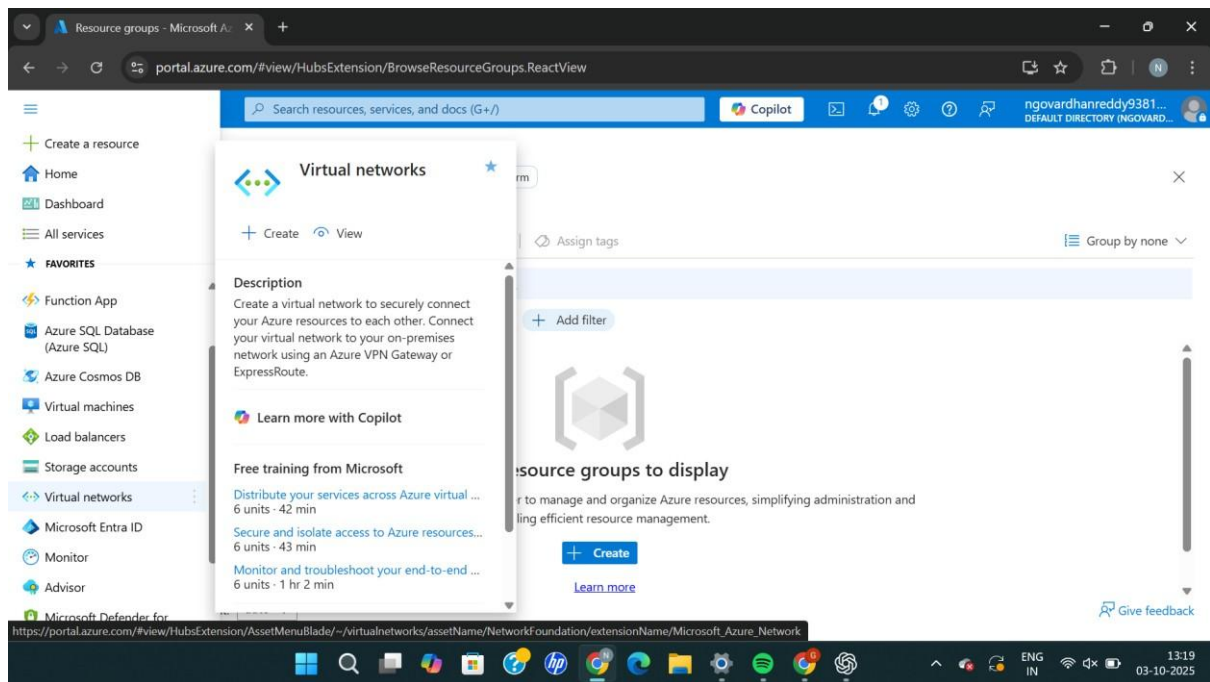 Resource groups - Microsoft Az
portal.azure.com/#view/HubsExtension/BrowseResourceGroups.ReactView
N
Search resources, services, and docs (G+/)
Copilot
1
ngovardhanreddy9381...
DEFAULT DIRECTORY (NGOVARD...
Create a resource
Home
Dashboard
All services
FAVORITES
Function App
Azure SQL Database
(Azure SQL)
Azure Cosmos DB
Virtual machines
Load balancers
Storage accounts
Virtual networks
Microsoft Entra ID
Monitor
Advisor
Microsoft Defender for
Virtual networks
Create View
Description
Create a virtual network to securely connect
your Azure resources to each other. Connect
your virtual network to your on-premises
network using an Azure VPN Gateway or
ExpressRoute.
Learn more with Copilot
Free training from Microsoft
Distribute your services across Azure virtual ...
6 units · 42 min
Secure and isolate access to Azure resources...
6 units · 43 min
Monitor and troubleshoot your end-to-end ...
6 units · 1 hr 2 min
rm
Assign tags
Group by none
Add filter
esource groups to display
r to manage and organize Azure resources, simplifying administration and
ling efficient resource management.
Create
Learn more
Give feedback
https://portal.azure.com/#view/HubsExtension/AssetMenuBlade/~/virtualnetworks/assetName/NetworkFoundation/extensionName/Microsoft_Azure_Network
hp
ENG
IN
13:19
03-10-2025